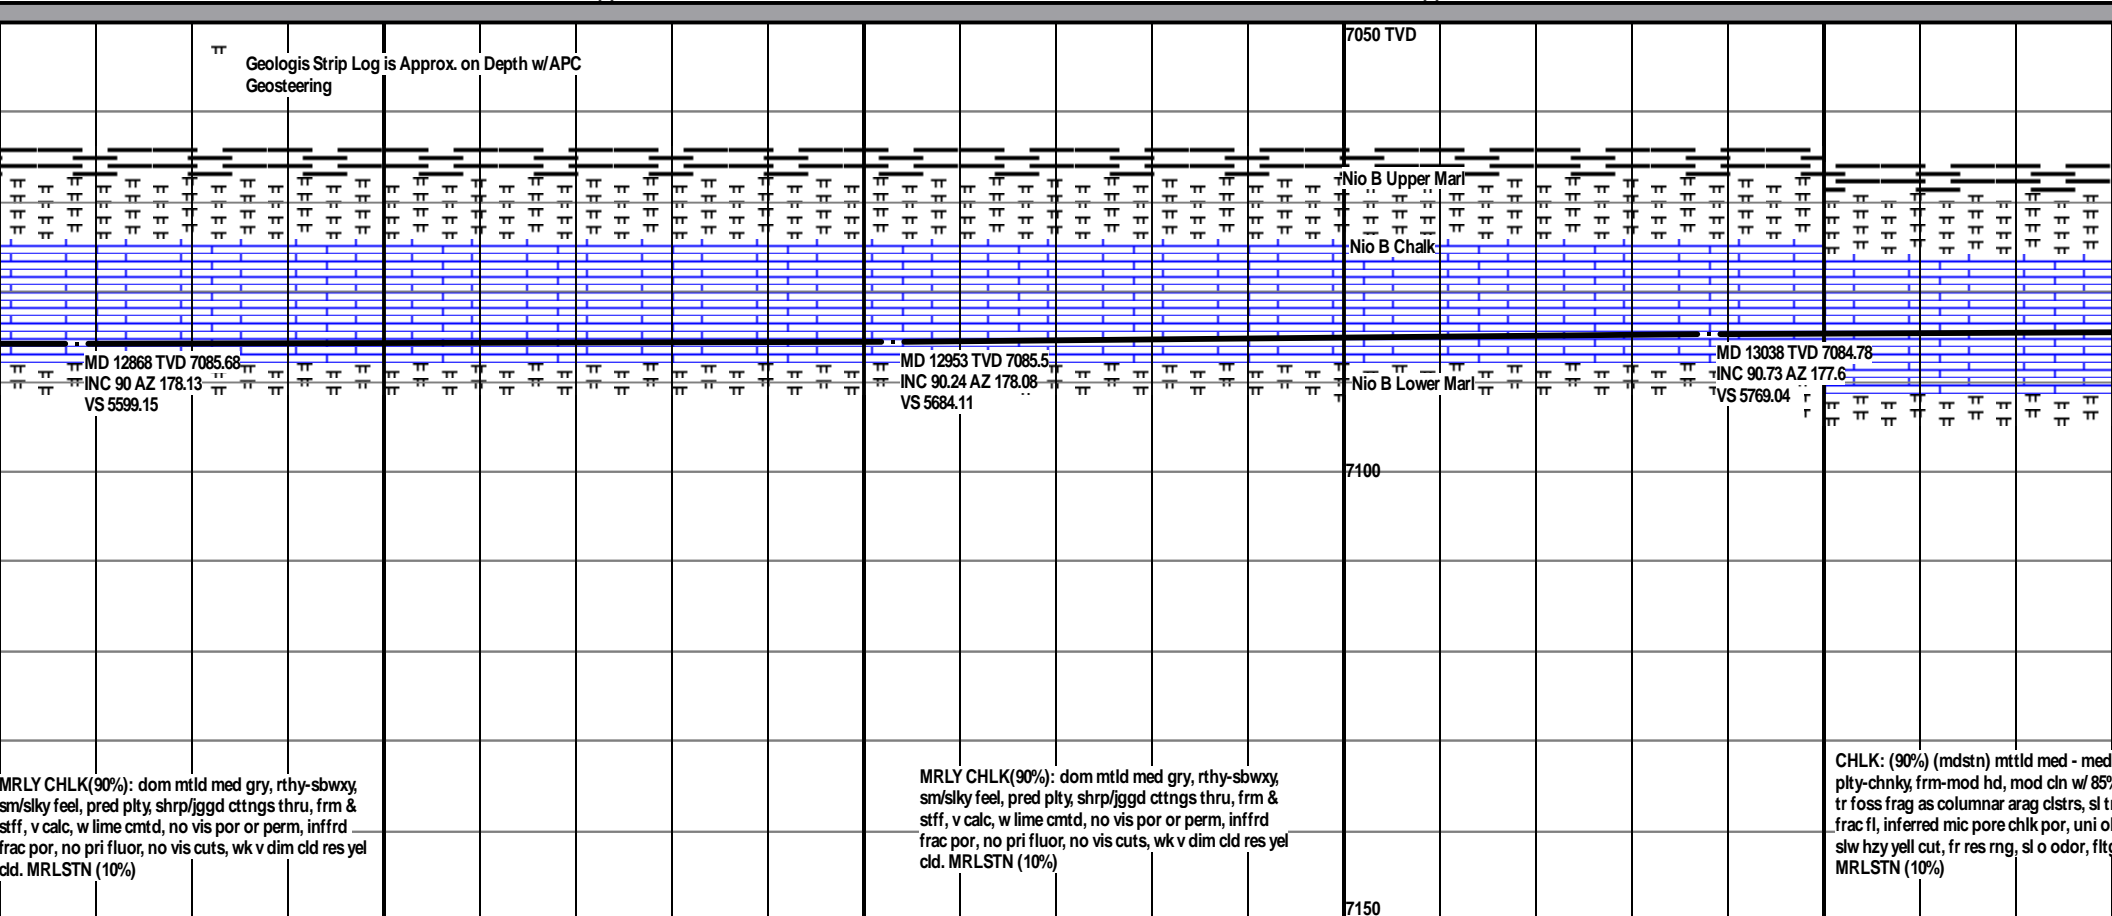 7050 TVD
Geologis Strip Log is Approx. on Depth w/APC
Geosteering
Nio B Upper Marl
Nio B Chalk
MD 12868 TVD 7085.68
INC 90 AZ 178.13
VS 5599.15
MD 12953 TVD 7085.5
INC 90.24 AZ 178.08
VS 5684.11
Nio B Lower Marl
MD 13038 TVD 7084.78
INC 90.73 AZ 177.6
VS 5769.04
7100
MRLY CHLK(90%): dom mtld med gry, rthy-sbwxy,
sm/slky feel, pred plty, shrp/jggd cttngs thru, frm &
stff, v calc, w lime cmtd, no vis por or perm, inffrd
frac por, no pri fluor, no vis cuts, wk v dim cld res yel
cld. MRLSTN (10%)
MRLY CHLK(90%): dom mtld med gry, rthy-sbwxy,
sm/slky feel, pred plty, shrp/jggd cttngs thru, frm &
stff, v calc, w lime cmtd, no vis por or perm, inffrd
frac por, no pri fluor, no vis cuts, wk v dim cld res yel
cld. MRLSTN (10%)
CHLK: (90%) (mdstn) mttld med - med
plty-chnky, frm-mod hd, mod cln w/ 85%
tr foss frag as columnar arag clstrs, sl
frac fl, inferred mic pore chlk por, uni
slw hzy yell cut, fr res rng, sl o odor,
MRLSTN (10%)
7150